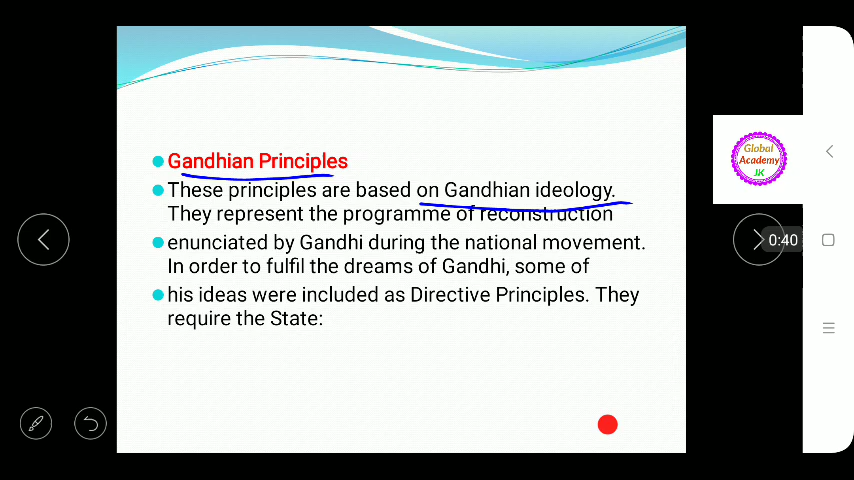 Gandhian Principles
These principles are based on Gandhian ideology.
They represent the programme of reconstruction
enunciated by Gandhi during the national movement.
In order to fulfil the dreams of Gandhi, some of
his ideas were included as Directive Principles. They
require the State:
Global
Academy
JK
0:40